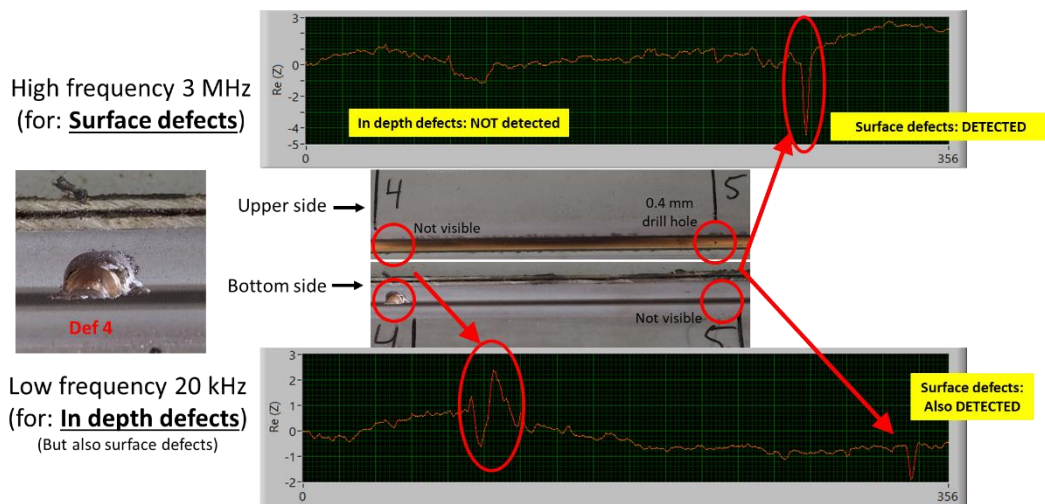 High frequency 3 MHz
(for: Surface defects)
3
2
0
-2
-4
-5
Re (Z)
0
356
In depth defects: NOT detected
Surface defects: DETECTED
Upper side
4
5
Not visible
0.4 mm
drill hole
Bottom side
Not visible
4
5
Def 4
Low frequency 20 kHz
(for: In depth defects)
(But also surface defects)
3
2
1
0
-1
-2
Re (Z)
0
356
Surface defects:
Also DETECTED